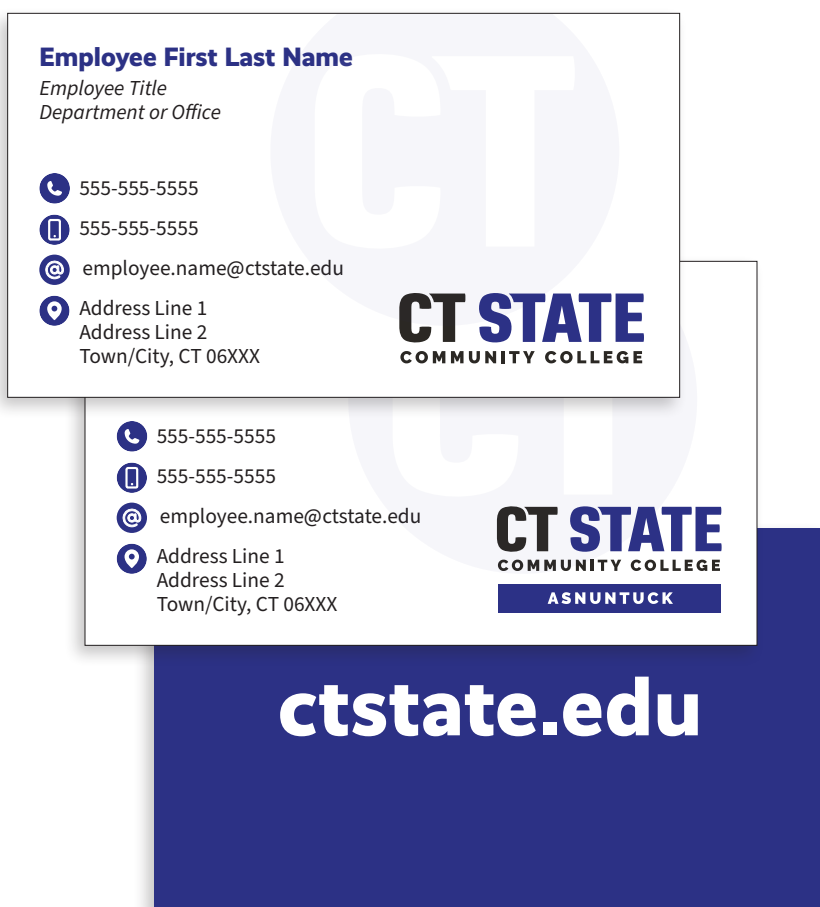 CT
Employee First Last Name
Employee Title
Department or Office
555-555-5555
555-555-5555
@ employee.name@ctstate.edu
Address Line 1
Address Line 2
Town/City, CT 06XXX
CT STATE
COMMUNITY COLLEGE
CT
555-555-5555
555-555-5555
@ employee.name@ctstate.edu
Address Line 1
Address Line 2
Town/City, CT 06XXX
CT STATE
COMMUNITY COLLEGE
ASNUNTUCK
ctstate.edu